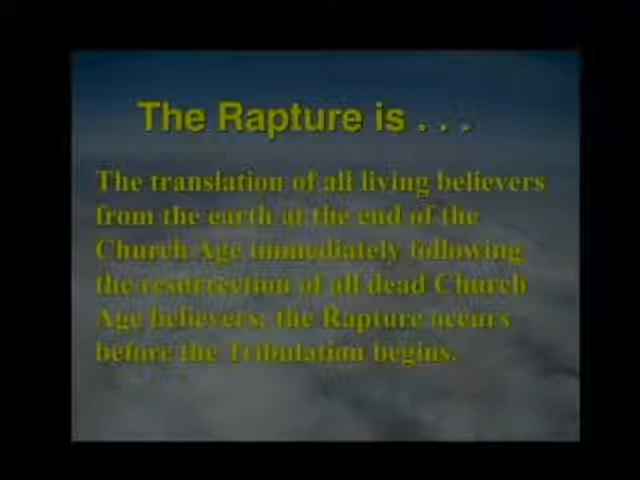 The Rapture is . . .
The translation of all living believers
from the earth at the end of the
Church Age immediately following
the resurrection of all dead Church
Age believers; the Rapture occurs
before the Tribulation begins.